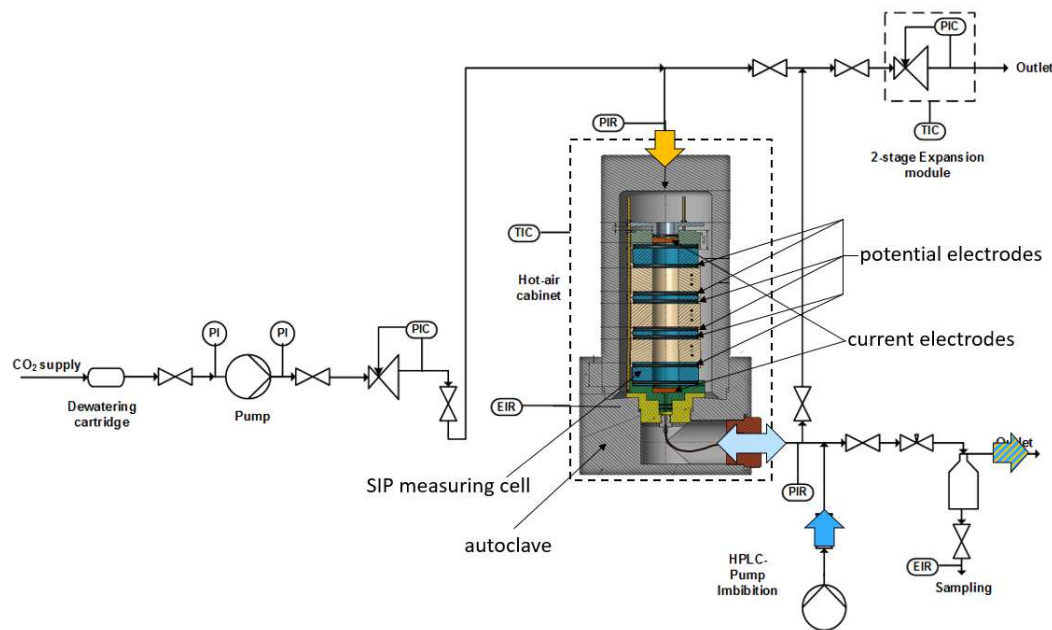 PIC
Outlet
TIC
2-stage Expansion
module
PIR
TIC
Hot-air
cabinet
potential electrodes
current electrodes
PI
PI
PIC
CO₂ supply
Dewatering
cartridge
Pump
EIR
SIP measuring cell
autoclave
PIR
Outlet
HPLC-
Pump
Imbibition
EIR
Sampling